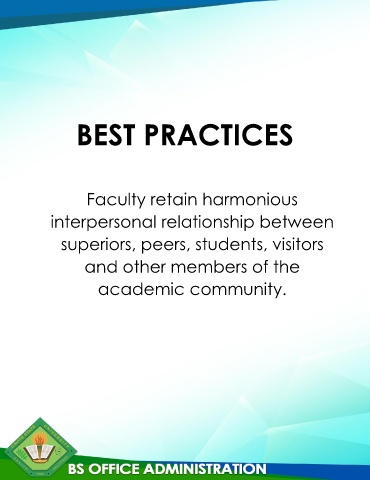 BEST PRACTICES
Faculty retain harmonious
interpersonal relationship between
superiors, peers, students, visitors
and other members of the
academic community.
BS OFFICE ADMINISTRATION